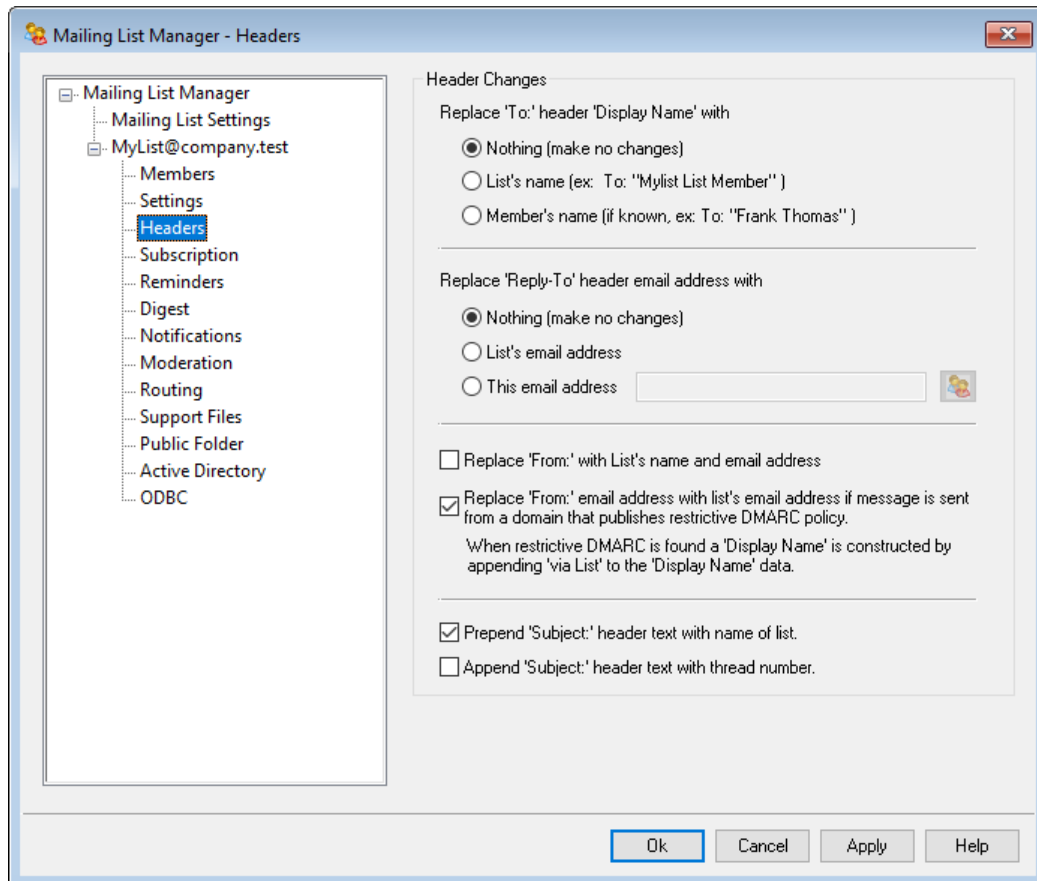 Mailing List Manager - Headers
Mailing List Manager
Mailing List Settings
MyList@company.test
Members
Settings
Headers
Subscription
Reminders
Digest
Notifications
Moderation
Routing
Support Files
Public Folder
Active Directory
ODBC
Header Changes
Replace 'To:' header 'Display Name' with
Nothing (make no changes)
List's name (ex:  To: "Mylist List Member" )
Member's name (if known, ex: To: "Frank Thomas" )
Replace 'Reply-To' header email address with
Nothing (make no changes)
List's email address
This email address
Replace 'From:' with List's name and email address
Replace 'From:' email address with list's email address if message is sent
from a domain that publishes restrictive DMARC policy.
When restrictive DMARC is found a 'Display Name' is constructed by
appending 'via List' to the 'Display Name' data.
Prepend 'Subject:' header text with name of list.
Append 'Subject:' header text with thread number.
Ok
Cancel
Apply
Help